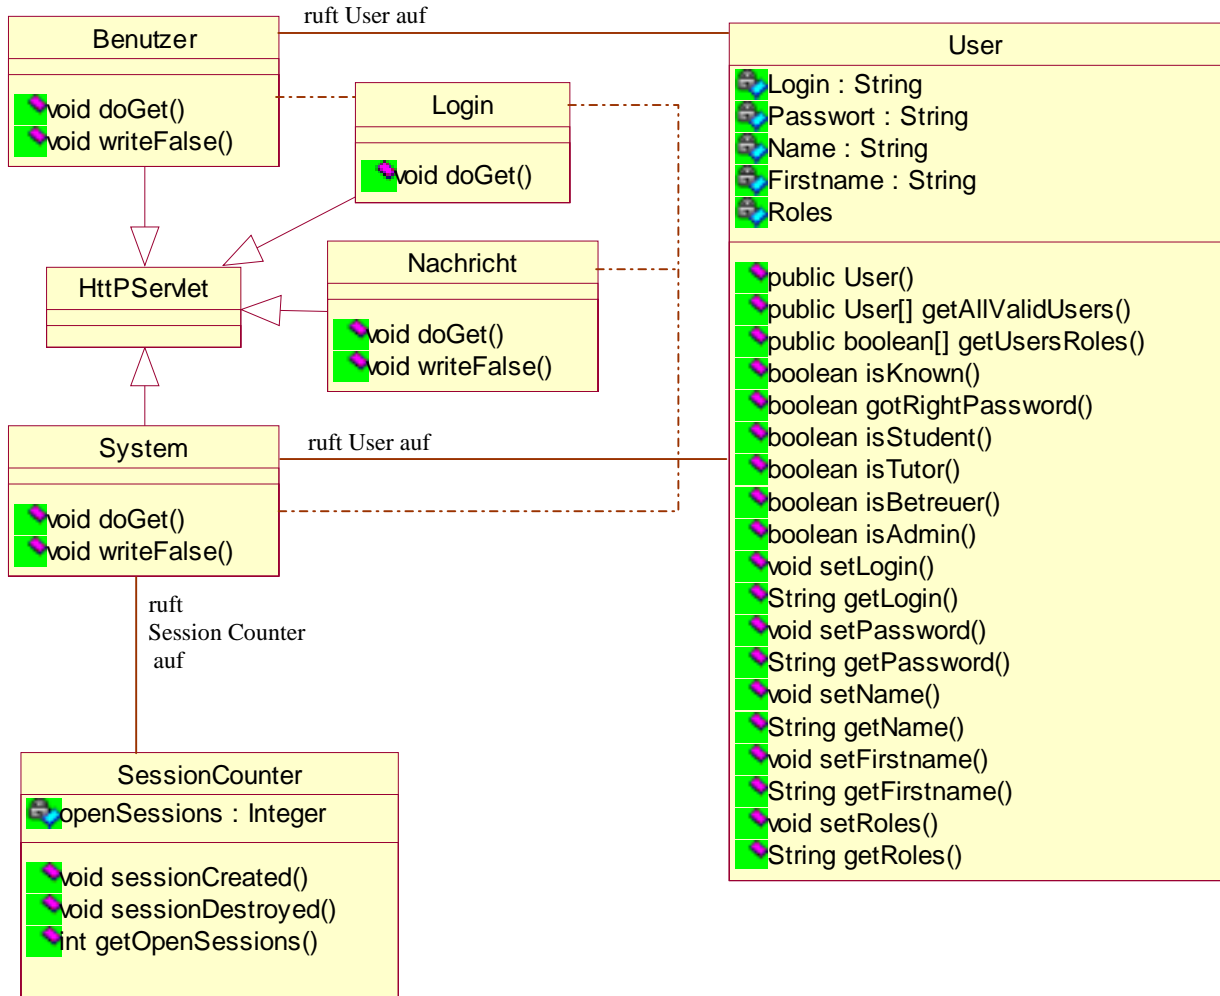 ruft User auf
Benutzer
void doGet()
void writeFalse()
Login
void doGet()
HttPServlet
Nachricht
void doGet()
void writeFalse()
System
void doGet()
void writeFalse()
ruft User auf
ruft
Session Counter
auf
SessionCounter
openSessions : Integer
void sessionCreated()
void sessionDestroyed()
int getOpenSessions()
User
Login : String
Passwort : String
Name : String
Firstname : String
Roles
public User()
public User[] getAllValidUsers()
public boolean[] getUsersRoles()
boolean isKnown()
boolean gotRightPassword()
boolean isStudent()
boolean isTutor()
boolean isBetreuer()
boolean isAdmin()
void setLogin()
String getLogin()
void setPassword()
String getPassword()
void setName()
String getName()
void setFirstname()
String getFirstname()
void setRoles()
String getRoles()